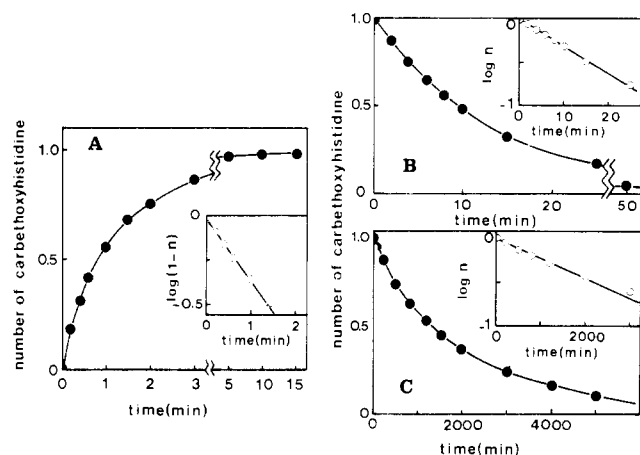 A
number of carbethoxyhistidine
1.0
0.5
0
0 1 2 3 5 10 15
time(min)
log(1-n)
0
-0.5
0 1 2
time(min)
B
number of carbethoxyhistidine
1.0
0.5
0
0 10 20 50
time(min)
log n
0
-1
0 10 20
time(min)
C
1.0
0.5
0
0 2000 4000
time(min)
log n
0
-1
0 2000
time(min)